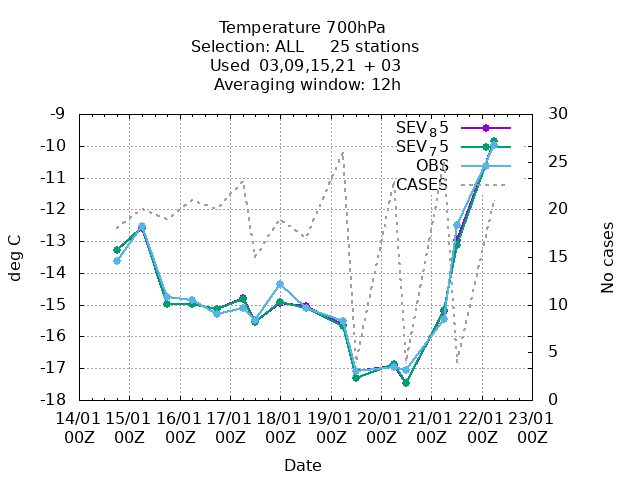 Temperature 700hPa
Selection: ALL 25 stations
Used 03,09,15,21 + 03
Averaging window: 12h
-9
-10
-11
-12
-13
-14
-15
-16
-17
-18
30
25
20
15
10
5
0
SEV85
SEV75
OBS
CASES
deg C
No cases
14/01 15/01 16/01 17/01 18/01 19/01 20/01 21/01 22/01 23/01
00Z 00Z 00Z 00Z 00Z 00Z 00Z 00Z 00Z 00Z
Date